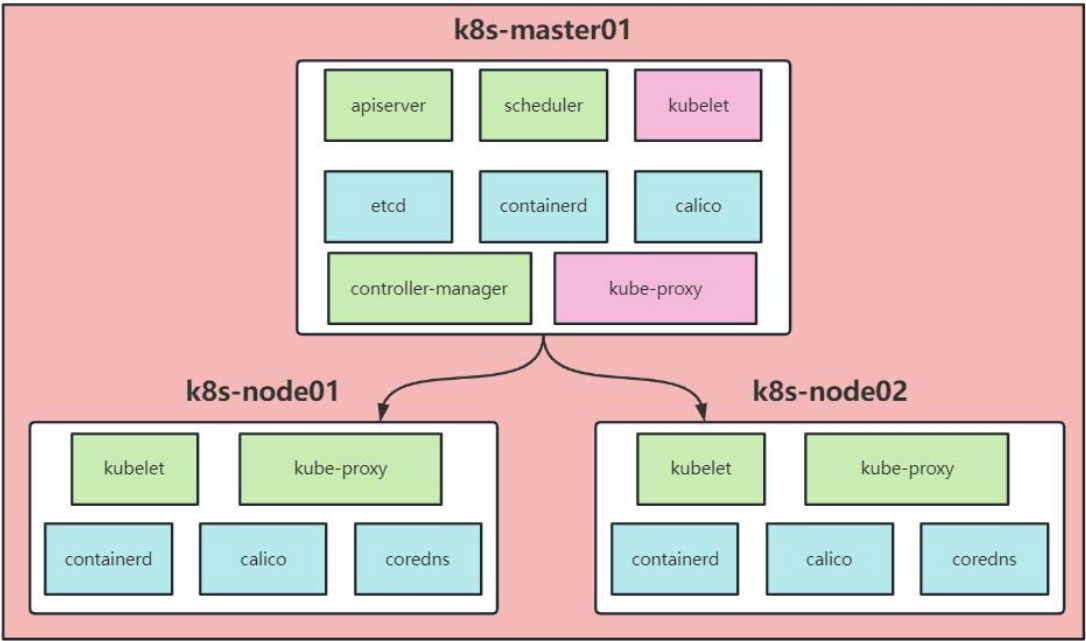 k8s-master01
apiserver scheduler kubelet
etcd containerd calico
controller-manager kube-proxy
k8s-node01 k8s-node02
kubelet kube-proxy kubelet kube-proxy
containerd calico coredns containerd calico coredns